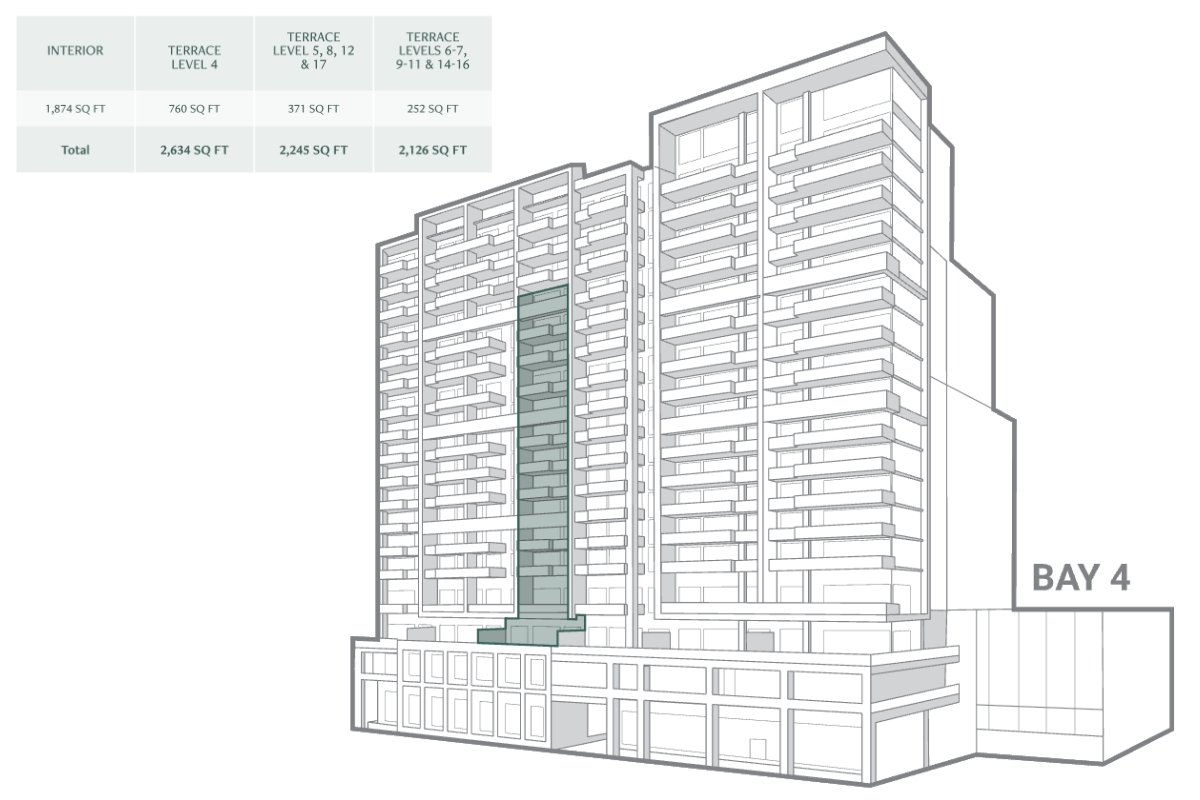 INTERIOR
TERRACE
LEVEL 4
TERRACE
LEVEL 5, 8, 12
& 17
TERRACE
LEVELS 6-7,
9-11 & 14-16
1,874 SQ FT
760 SQ FT
371 SQ FT
252 SQ FT
Total
2,634 SQ FT
2,245 SQ FT
2,126 SQ FT
BAY 4